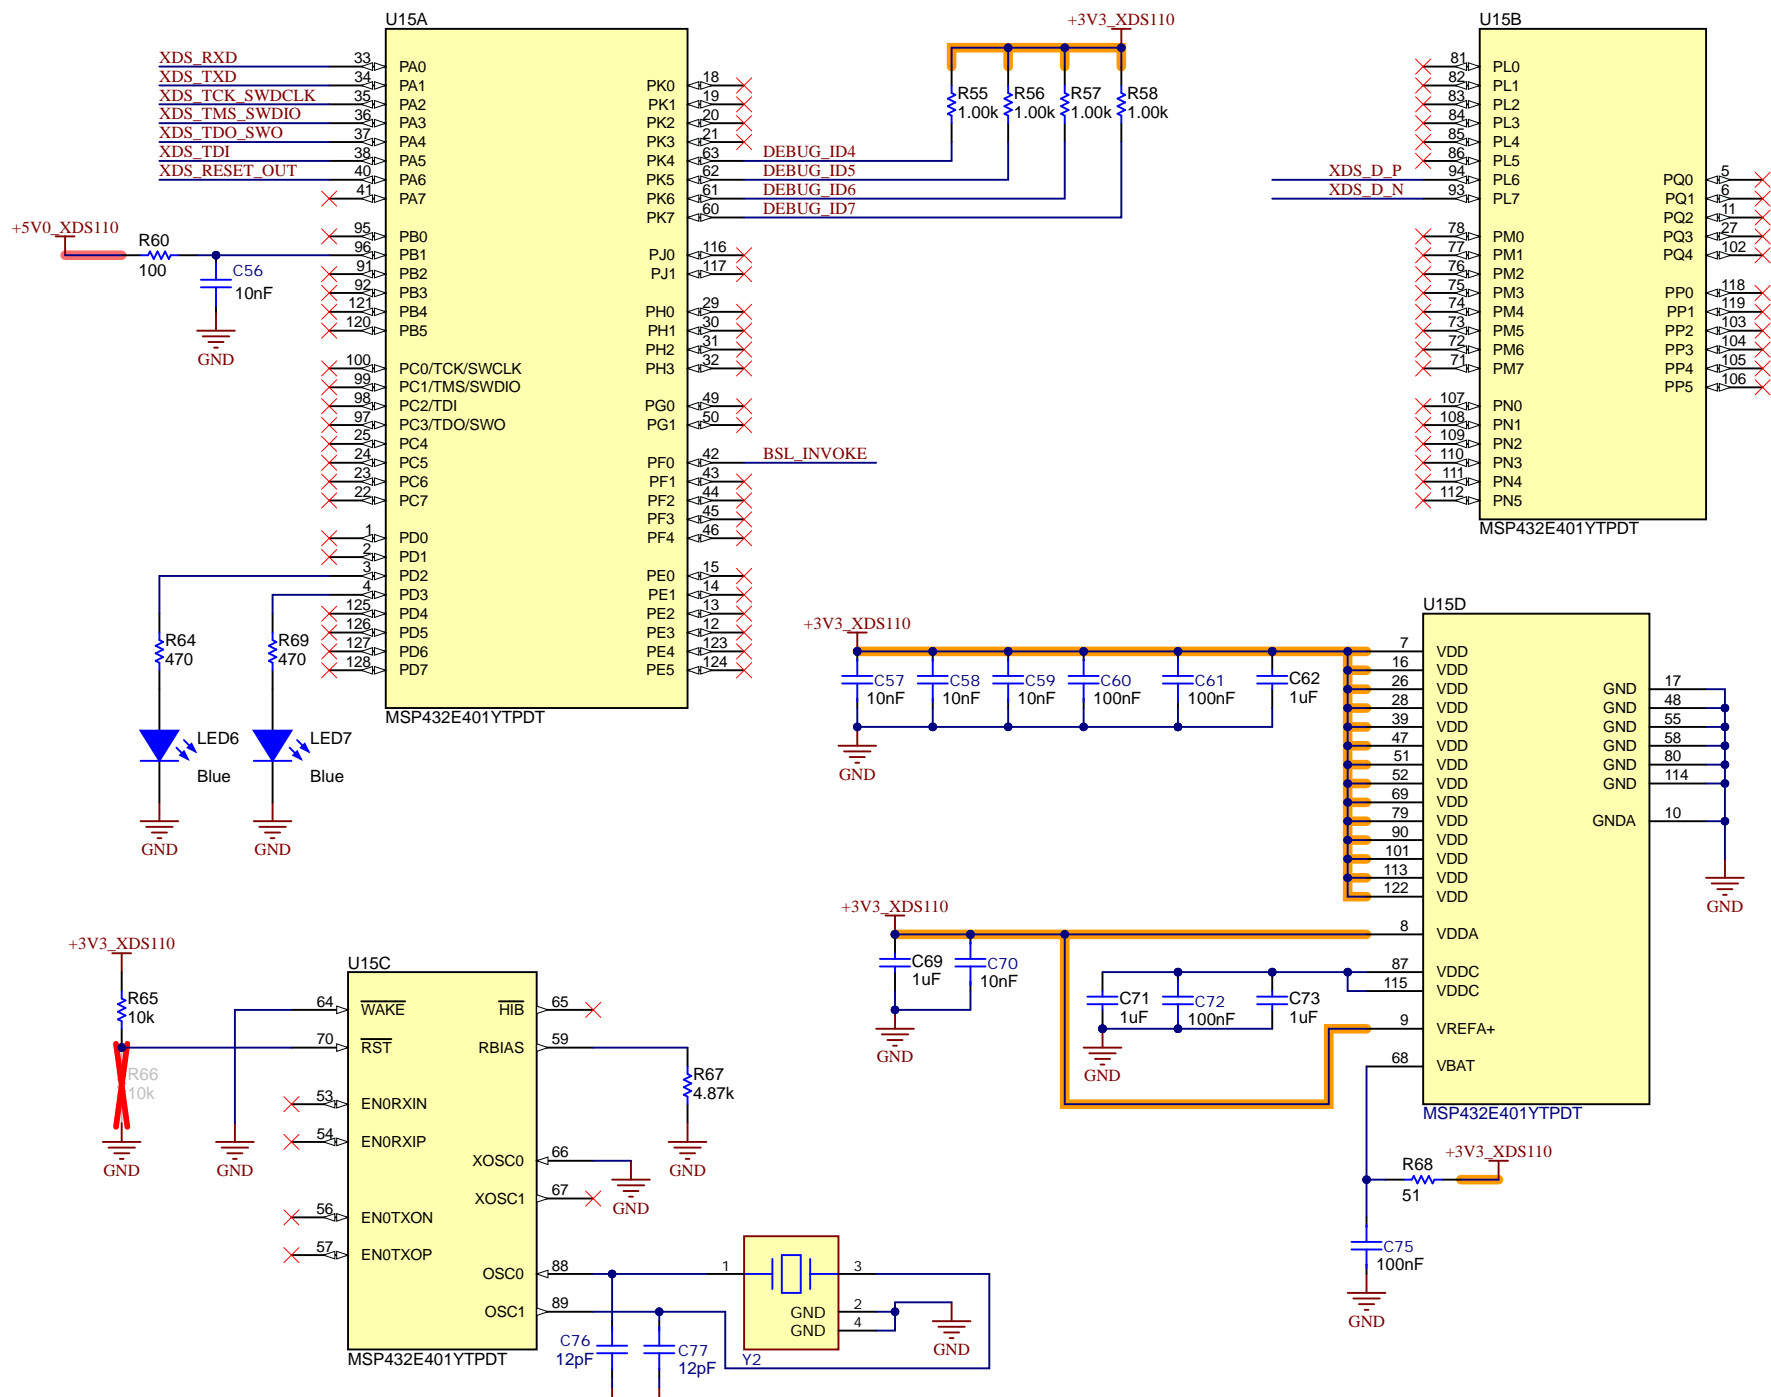 U15A
XDS_RXD 33 PA0
XDS_TXD 34 PA1
XDS_TCK_SWDCLK 35 PA2
XDS_TMS_SWDIO 36 PA3
XDS_TDO_SWO 37 PA4
XDS_TDI 38 PA5
XDS_RESET_OUT 40 PA6
41 PA7
95 PB0
96 PB1
91 PB2
92 PB3
121 PB4
120 PB5
100 PC0/TCK/SWCLK
99 PC1/TMS/SWDIO
98 PC2/TDI
97 PC3/TDO/SWO
25 PC4
24 PC5
23 PC6
22 PC7
1 PD0
2 PD1
3 PD2
4 PD3
125 PD4
126 PD5
127 PD6
128 PD7
PK0 18
PK1 19
PK2 20
PK3 21
PK4 63 DEBUG_ID4
PK5 62 DEBUG_ID5
PK6 61 DEBUG_ID6
PK7 60 DEBUG_ID7
PJ0 116
PJ1 117
PH0 29
PH1 30
PH2 31
PH3 32
PG0 49
PG1 50
PF0 42 BSL_INVOKE
PF1 43
PF2 44
PF3 45
PF4 46
PE0 15
PE1 14
PE2 13
PE3 12
PE4 123
PE5 124
MSP432E401YTPDT
+5V0_XDS110
R60
100
C56
10nF
GND
R64
470
R69
470
LED6
Blue
LED7
Blue
GND
GND
+3V3_XDS110
R55
1.00k
R56
1.00k
R57
1.00k
R58
1.00k
U15B
81 PL0
82 PL1
83 PL2
84 PL3
85 PL4
86 PL5
XDS_D_P 94 PL6
XDS_D_N 93 PL7
78 PM0
77 PM1
76 PM2
75 PM3
74 PM4
73 PM5
72 PM6
71 PM7
107 PN0
108 PN1
109 PN2
110 PN3
111 PN4
112 PN5
PQ0 5
PQ1 6
PQ2 11
PQ3 27
PQ4 102
PP0 118
PP1 119
PP2 103
PP3 104
PP4 105
PP5 106
MSP432E401YTPDT
U15D
+3V3_XDS110
C57
10nF
C58
10nF
C59
10nF
C60
100nF
C61
100nF
C62
1uF
GND
7 VDD
16 VDD
26 VDD
28 VDD
39 VDD
47 VDD
51 VDD
52 VDD
69 VDD
79 VDD
90 VDD
101 VDD
113 VDD
122 VDD
8 VDDA
87 VDDC
115 VDDC
9 VREFA+
68 VBAT
GND 17
GND 48
GND 55
GND 58
GND 80
GND 114
GNDA 10
GND
MSP432E401YTPDT
+3V3_XDS110
C69
1uF
C70
10nF
GND
C71
1uF
C72
100nF
C73
1uF
GND
+3V3_XDS110
R68
51
C75
100nF
GND
+3V3_XDS110
R65
10k
R66
10k
GND
GND
U15C
64 WAKE
70 RST
53 EN0RXIN
54 EN0RXIP
56 EN0TXON
57 EN0TXOP
HIB 65
RBIAS 59
XOSC0 66
XOSC1 67
OSC0 88
OSC1 89
MSP432E401YTPDT
R67
4.87k
GND
GND
C76
12pF
C77
12pF
1
3
GND 2
GND 4
Y2
GND